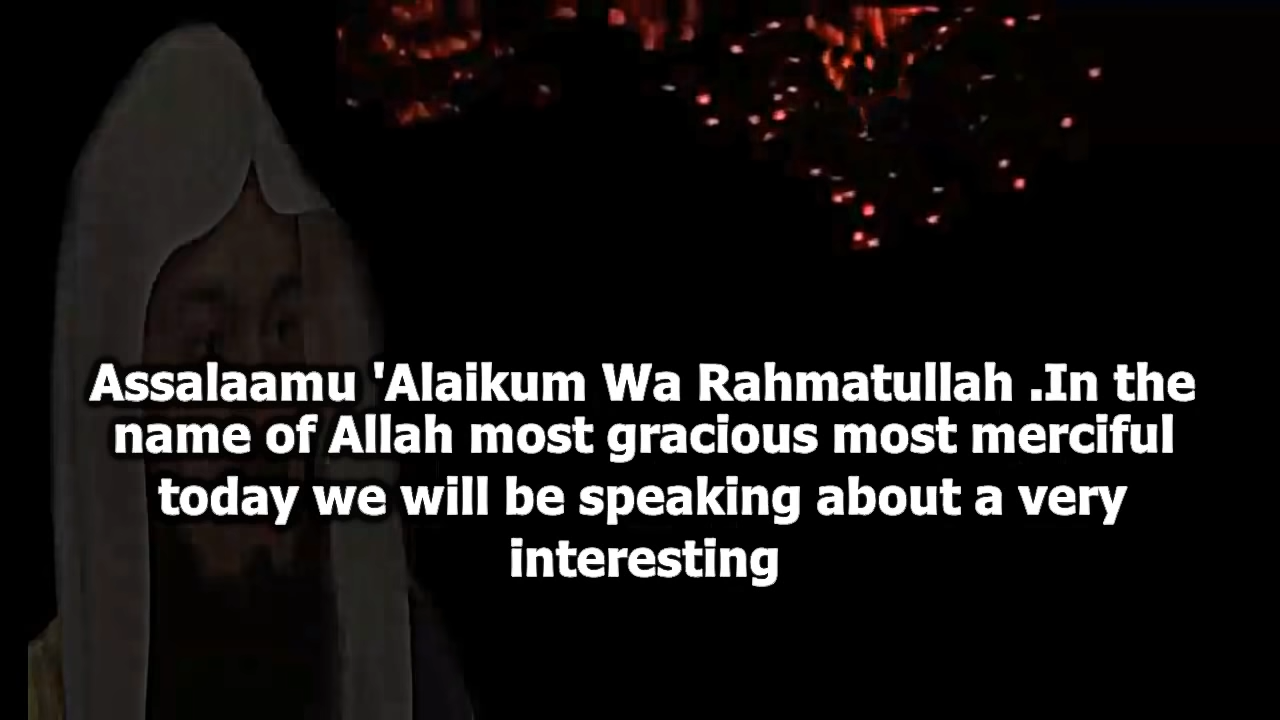 Assalaamu 'Alaikum Wa Rahmatullah .In the
name of Allah most gracious most merciful
today we will be speaking about a very
interesting